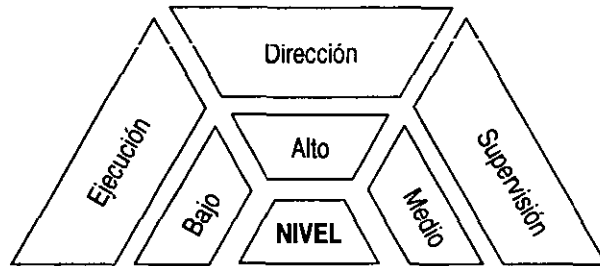 Dirección
Ejecución
Alto
Supervisión
Bajo
Medio
NIVEL